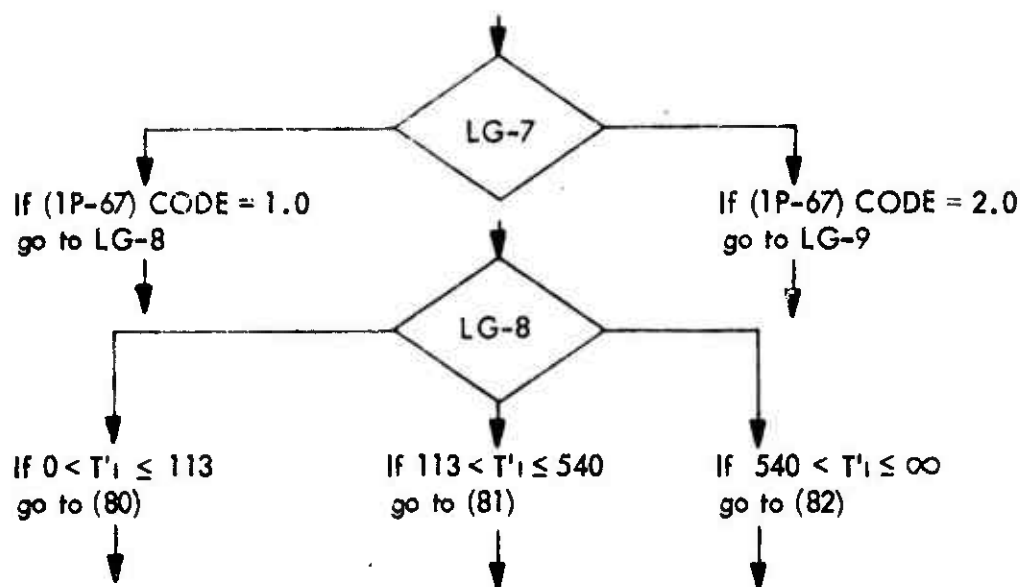 LG-7
If (1P-67) CODE = 1.0
go to LG-8
If (1P-67) CODE = 2.0
go to LG-9
LG-8
If 0 < T'₁ ≤ 113
go to (80)
If 113 < T'₁ ≤ 540
go to (81)
If 540 < T'₁ ≤ ∞
go to (82)